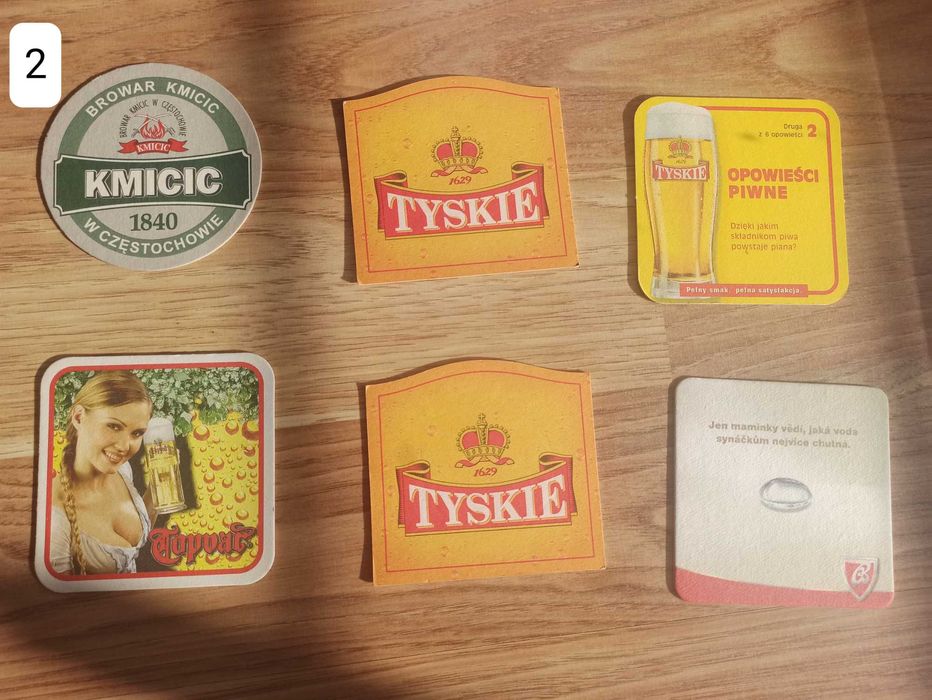 2
BROWAR KMICIC
BROWAR KMICIC W CZĘSTOCHOWIE
KMICIC
KMICIC
1840
W CZĘSTOCHOWIE
1629
TYSKIE
1629
TYSKIE
Druga
z 6 opowieści 2
OPOWIEŚCI
PIWNE
Dzięki jakim
składnikom piwa
powstaje piana?
Pełny smak, pełna satysfakcja.
Topvar
1629
TYSKIE
Jen maminky vědí, jaká voda
synáčkům nejvíce chutná.